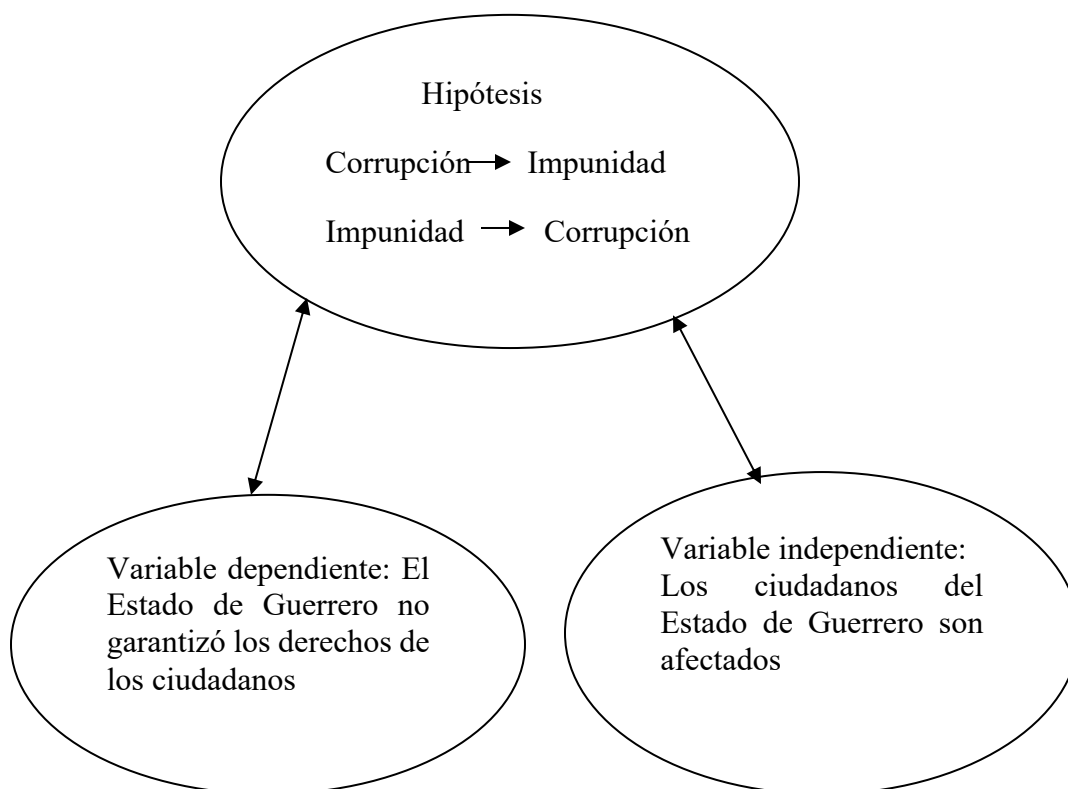 Hipótesis
Corrupción → Impunidad
Impunidad → Corrupción
Variable dependiente: El
Estado de Guerrero no
garantizó los derechos de
los ciudadanos
Variable independiente:
Los ciudadanos del
Estado de Guerrero son
afectados